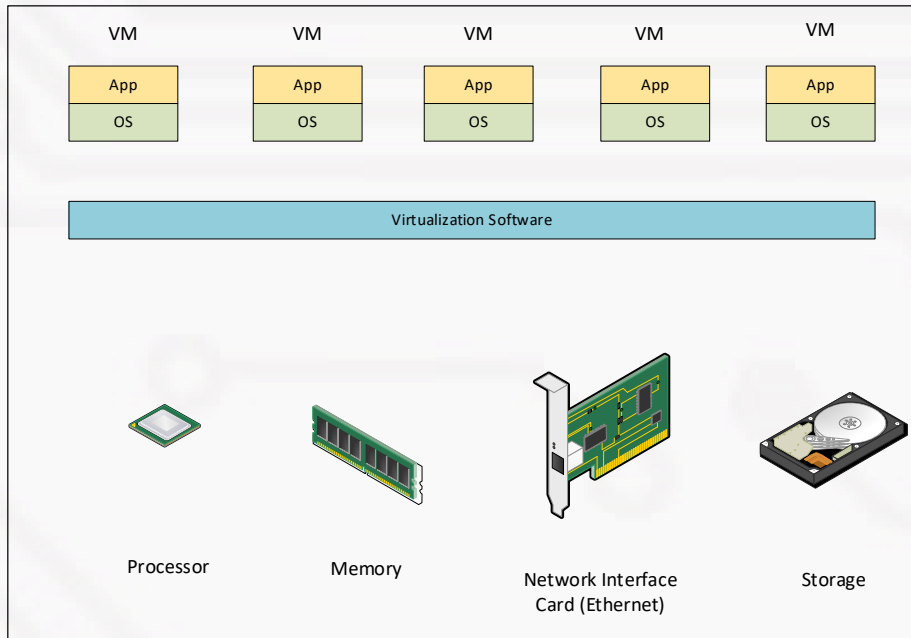 VM VM VM VM VM
App App App App App
OS OS OS OS OS
Virtualization Software
Processor Memory Network Interface Storage
Card (Ethernet)